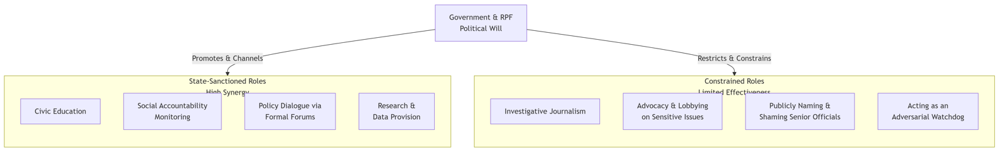 Government & RPF
Political Will
Promotes & Channels
Restricts & Constrains
State-Sanctioned Roles
High Synergy
Civic Education
Social Accountability
Monitoring
Policy Dialogue via
Formal Forums
Research &
Data Provision
Constrained Roles
Limited Effectiveness
Investigative Journalism
Advocacy & Lobbying
on Sensitive Issues
Publicly Naming &
Shaming Senior Officials
Acting as an
Adversarial Watchdog